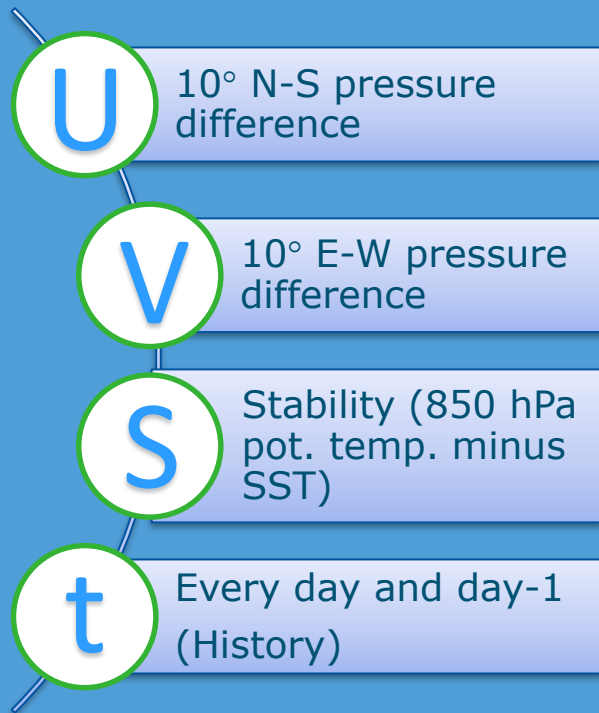 U
10° N-S pressure
difference
V
10° E-W pressure
difference
S
Stability (850 hPa
pot. temp. minus
SST)
t
Every day and day-1
(History)